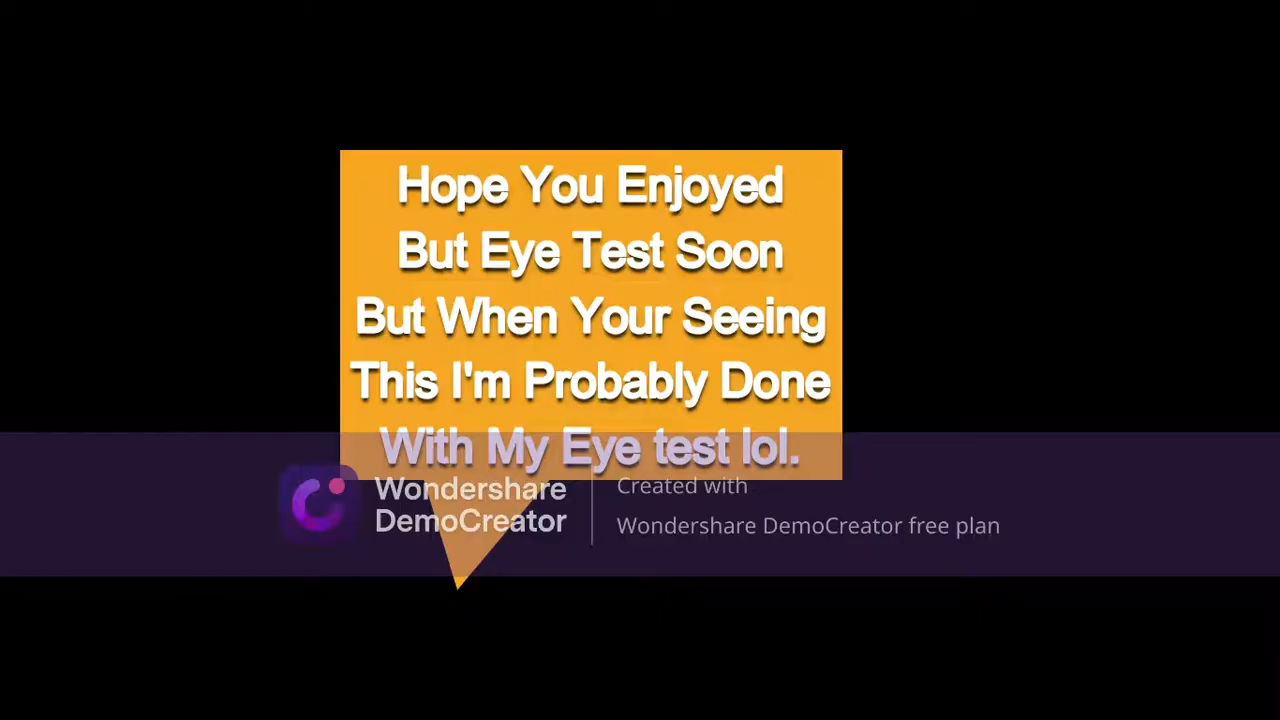 Hope You Enjoyed
But Eye Test Soon
But When Your Seeing
This I'm Probably Done
With My Eye test lol.
Wondershare
DemoCreator
Created with
Wondershare DemoCreator free plan